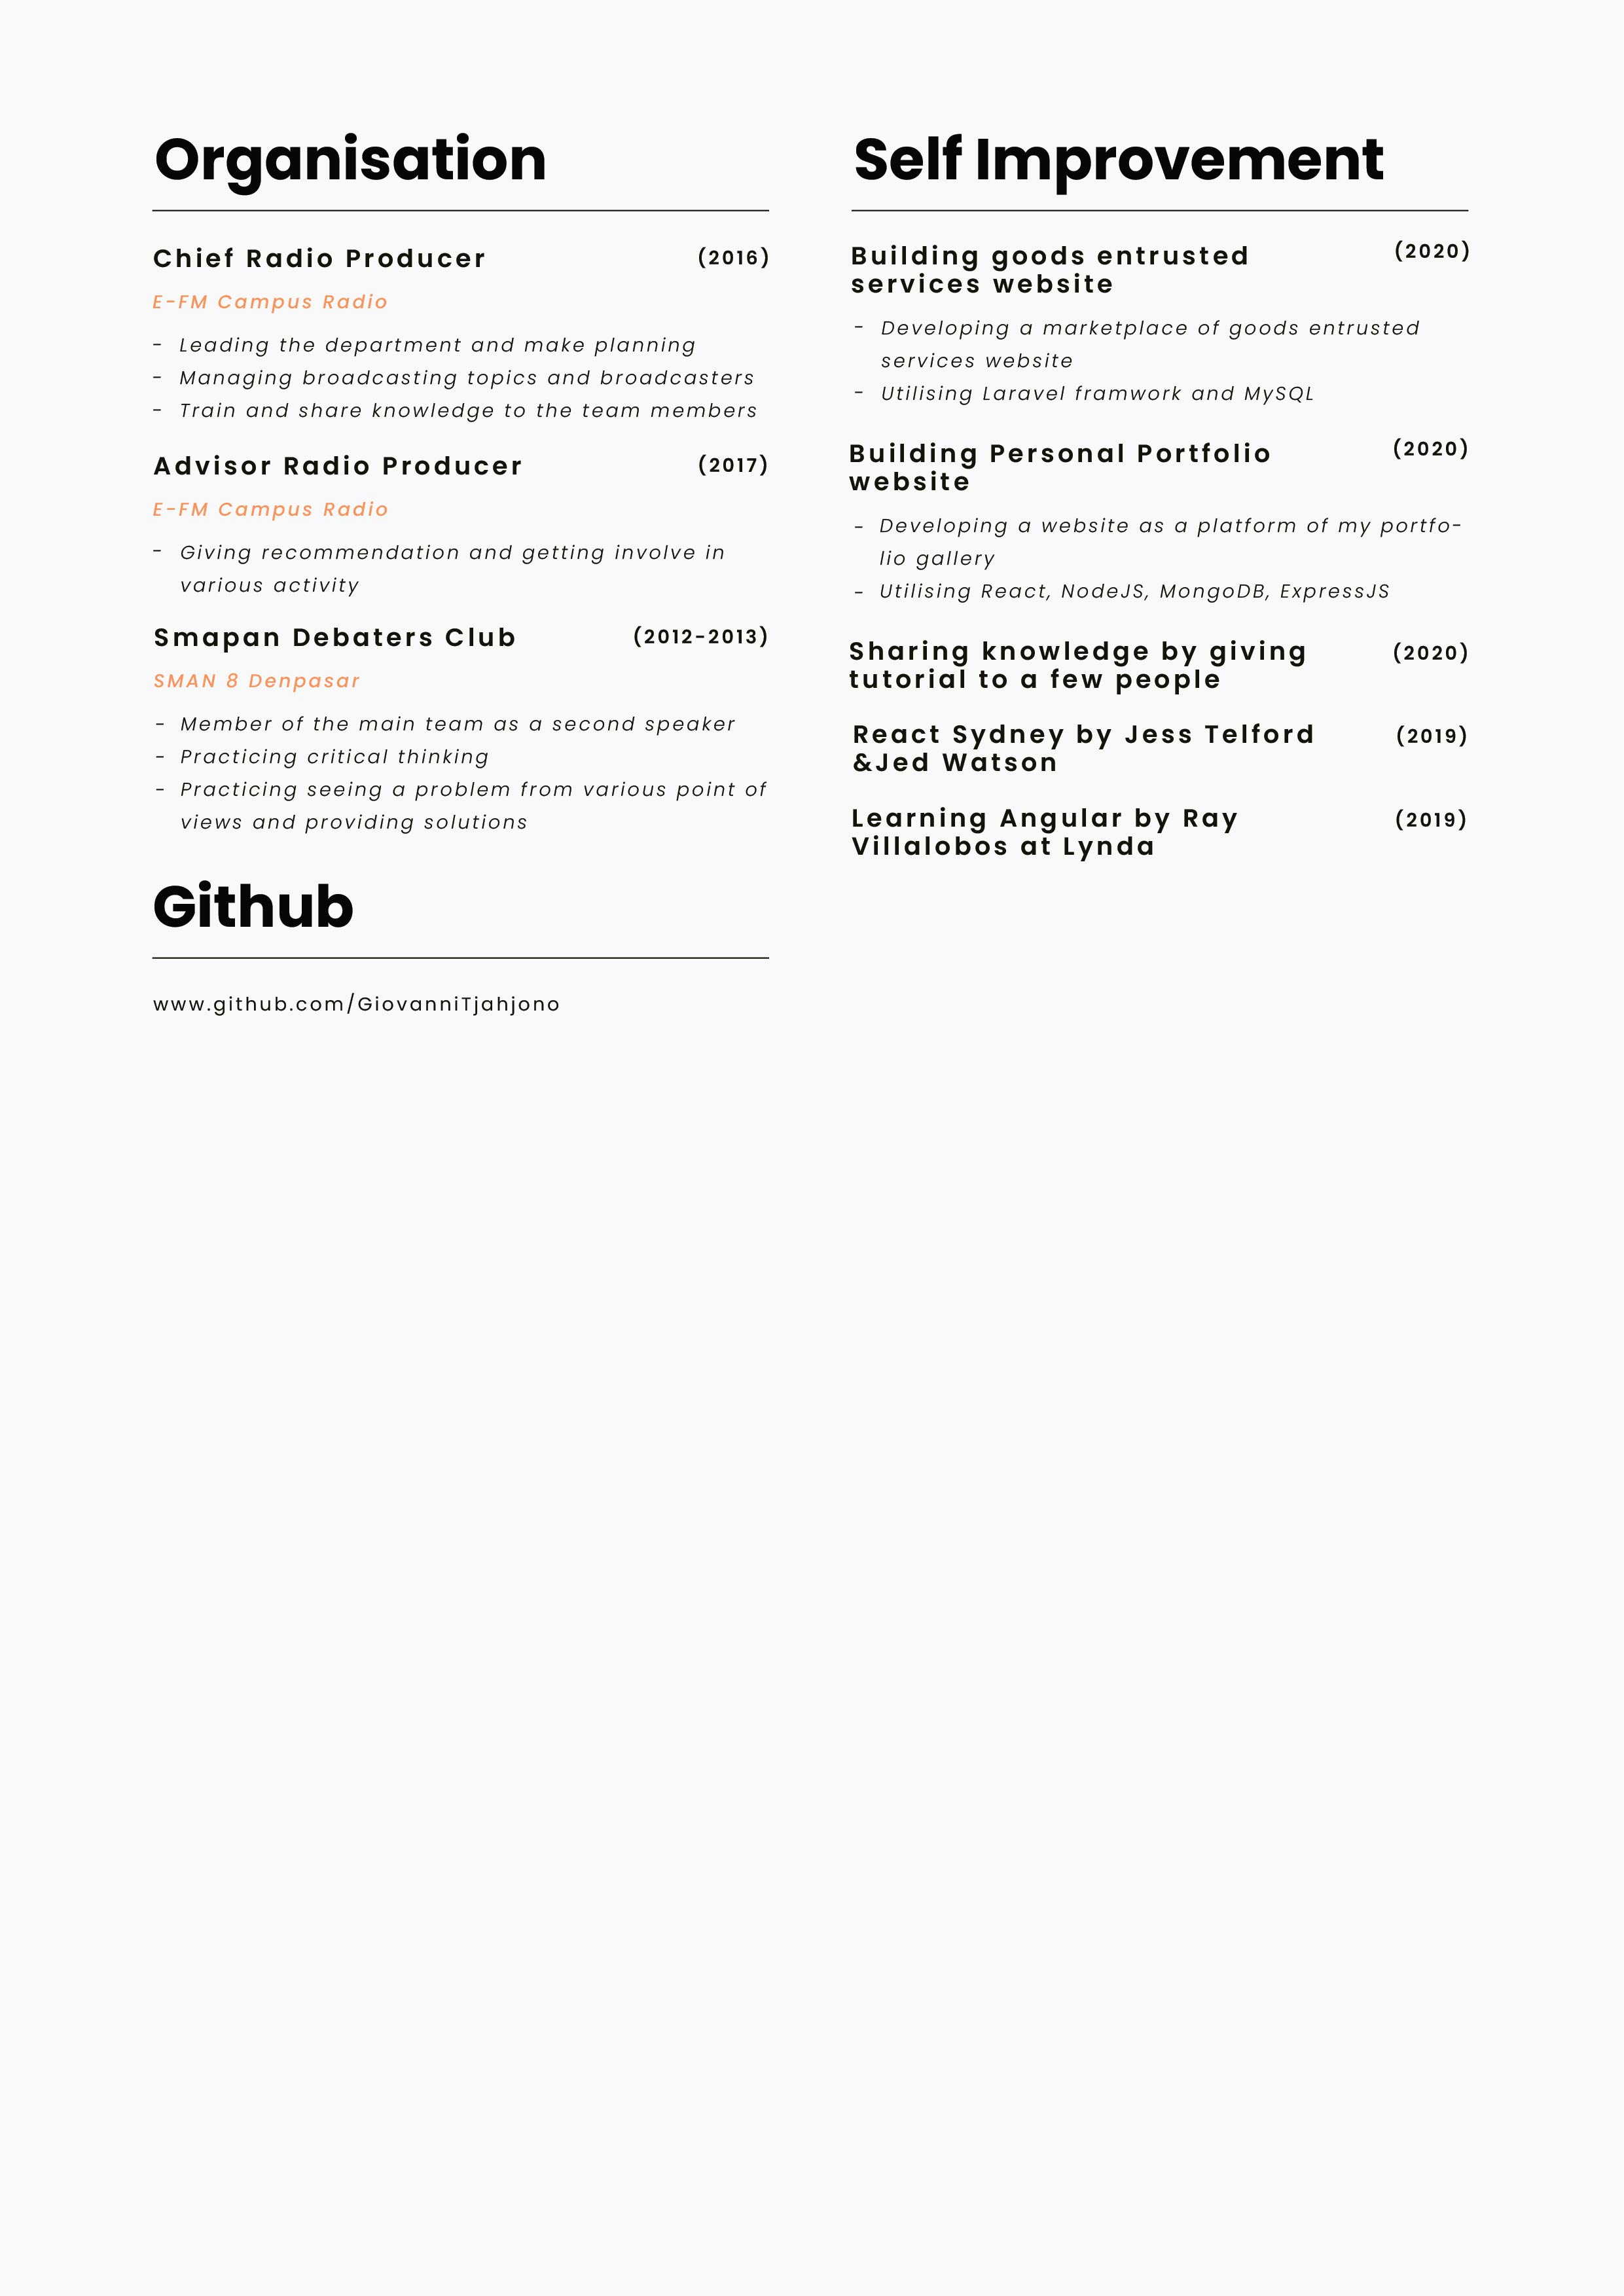 Organisation
Chief Radio Producer (2016)
E-FM Campus Radio
- Leading the department and make planning
- Managing broadcasting topics and broadcasters
- Train and share knowledge to the team members
Advisor Radio Producer (2017)
E-FM Campus Radio
- Giving recommendation and getting involve in
various activity
Smapan Debaters Club (2012-2013)
SMAN 8 Denpasar
- Member of the main team as a second speaker
- Practicing critical thinking
- Practicing seeing a problem from various point of
views and providing solutions
Github
www.github.com/GiovanniTjahjono
Self Improvement
Building goods entrusted (2020)
services website
- Developing a marketplace of goods entrusted
services website
- Utilising Laravel framwork and MySQL
Building Personal Portfolio (2020)
website
- Developing a website as a platform of my portfo-
lio gallery
- Utilising React, NodeJS, MongoDB, ExpressJS
Sharing knowledge by giving (2020)
tutorial to a few people
React Sydney by Jess Telford (2019)
&Jed Watson
Learning Angular by Ray (2019)
Villalobos at Lynda